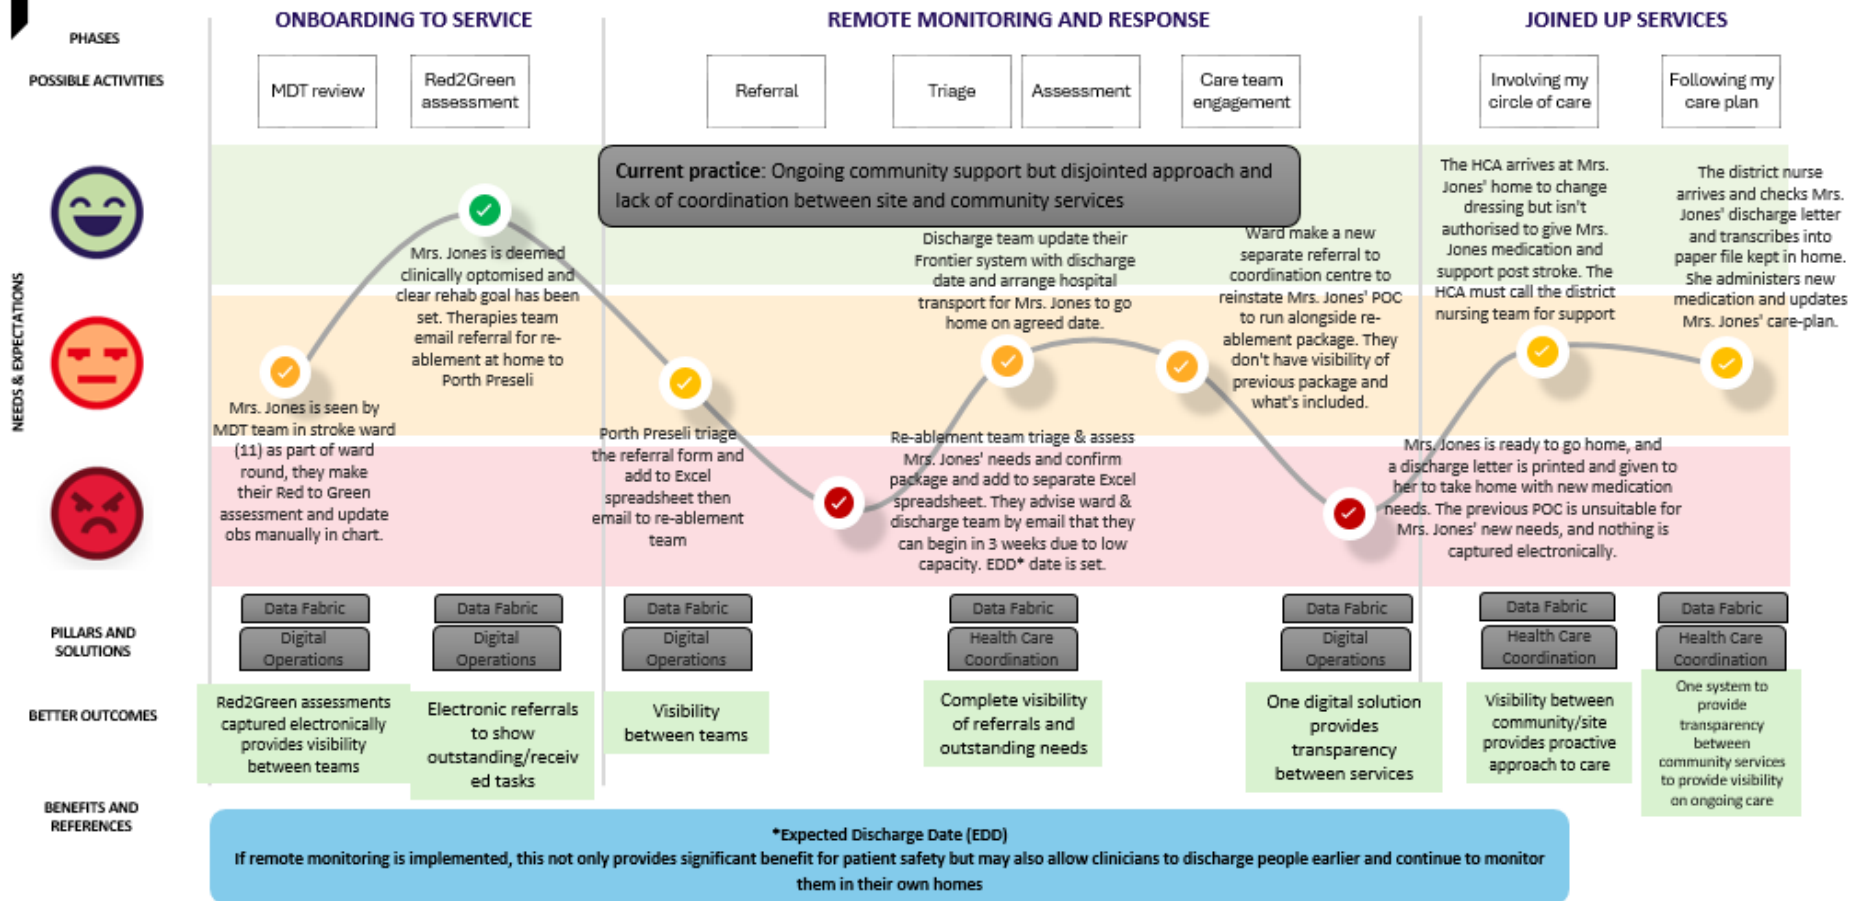 ONBOARDING TO SERVICE
REMOTE MONITORING AND RESPONSE
JOINED UP SERVICES
PHASES
POSSIBLE ACTIVITIES
MDT review
Red2Green
assessment
Referral
Triage
Assessment
Care team
engagement
Involving my
circle of care
Following my
care plan
NEEDS & EXPECTATIONS
Current practice: Ongoing community support but disjointed approach and
lack of coordination between site and community services
Mrs. Jones is seen by
MDT team in stroke ward
(11) as part of ward
round, they make
their Red to Green
assessment and update
obs manually in chart.
Mrs. Jones is deemed
clinically optomised and
clear rehab goal has been
set. Therapies team
email referral for re-
ablement at home to
Porth Preseli
Porth Preseli triage
the referral form and
add to Excel
spreadsheet then
email to re-ablement
team
Discharge team update their
Frontier system with discharge
date and arrange hospital
transport for Mrs. Jones to go
home on agreed date.
Re-ablement team triage & assess
Mrs. Jones' needs and confirm
package and add to separate Excel
spreadsheet. They advise ward &
discharge team by email that they
can begin in 3 weeks due to low
capacity. EDD* date is set.
Ward make a new
separate referral to
coordination centre to
reinstate Mrs. Jones' POC
to run alongside re-
ablement package. They
don't have visibility of
previous package and
what's included.
Mrs. Jones is ready to go home, and
a discharge letter is printed and given to
her to take home with new medication
needs. The previous POC is unsuitable for
Mrs. Jones' new needs, and nothing is
captured electronically.
The HCA arrives at Mrs.
Jones' home to change
dressing but isn't
authorised to give Mrs.
Jones medication and
support post stroke. The
HCA must call the district
nursing team for support
The district nurse
arrives and checks Mrs.
Jones' discharge letter
and transcribes into
paper file kept in home.
She administers new
medication and updates
Mrs. Jones' care-plan.
PILLARS AND
SOLUTIONS
Data Fabric
Digital
Operations
Data Fabric
Digital
Operations
Data Fabric
Digital
Operations
Data Fabric
Health Care
Coordination
Data Fabric
Digital
Operations
Data Fabric
Health Care
Coordination
Data Fabric
Health Care
Coordination
BETTER OUTCOMES
Red2Green assessments
captured electronically
provides visibility
between teams
Electronic referrals
to show
outstanding/receiv
ed tasks
Visibility
between teams
Complete visibility
of referrals and
outstanding needs
One digital solution
provides
transparency
between services
Visibility between
community/site
provides proactive
approach to care
One system to
provide
transparency
between
community services
to provide visibility
on ongoing care
BENEFITS AND
REFERENCES
*Expected Discharge Date (EDD)
If remote monitoring is implemented, this not only provides significant benefit for patient safety but may also allow clinicians to discharge people earlier and continue to monitor
them in their own homes